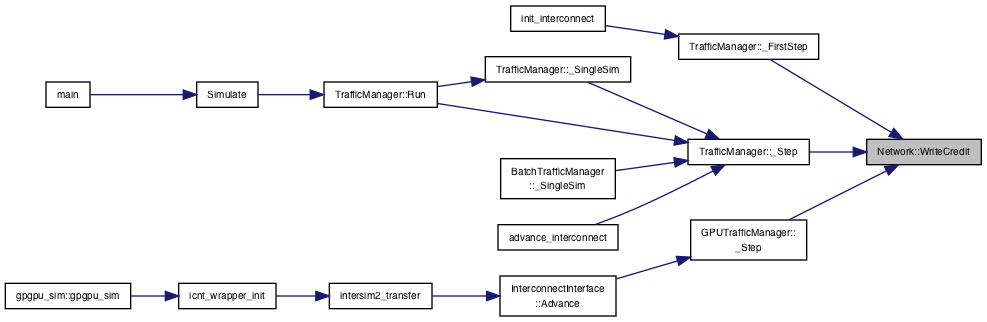 init_interconnect
TrafficManager::_FirstStep
TrafficManager::_SingleSim
main
Simulate
TrafficManager::Run
TrafficManager::_Step
Network::WriteCredit
BatchTrafficManager
::_SingleSim
advance_interconnect
GPUTrafficManager::
_Step
gpgpu_sim::gpgpu_sim
icnt_wrapper_init
intersim2_transfer
InterconnectInterface
::Advance